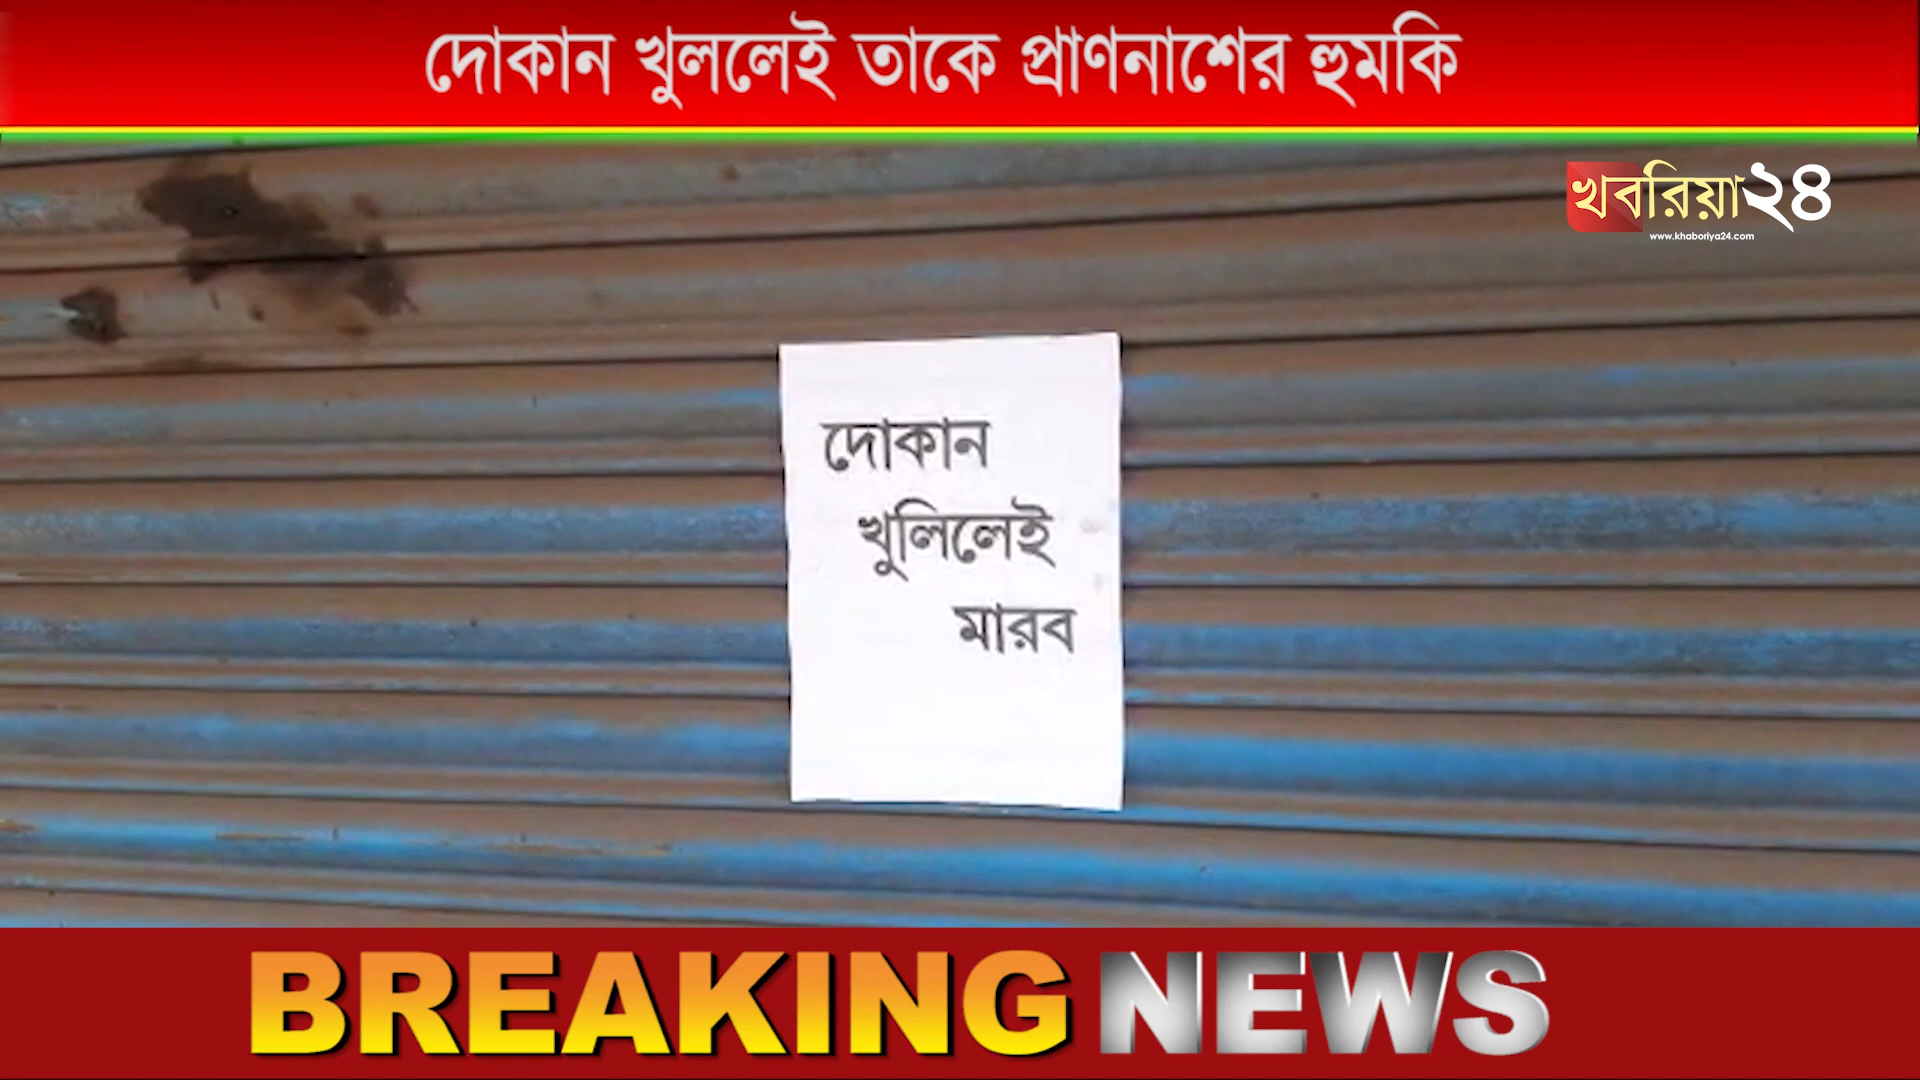 দোকান খুললেই তাকে প্রাণনাশের হুমকি
খবরিয়া২৪
www.khaboriya24.com
দোকান
খুলিলেই
মারব
BREAKING NEWS